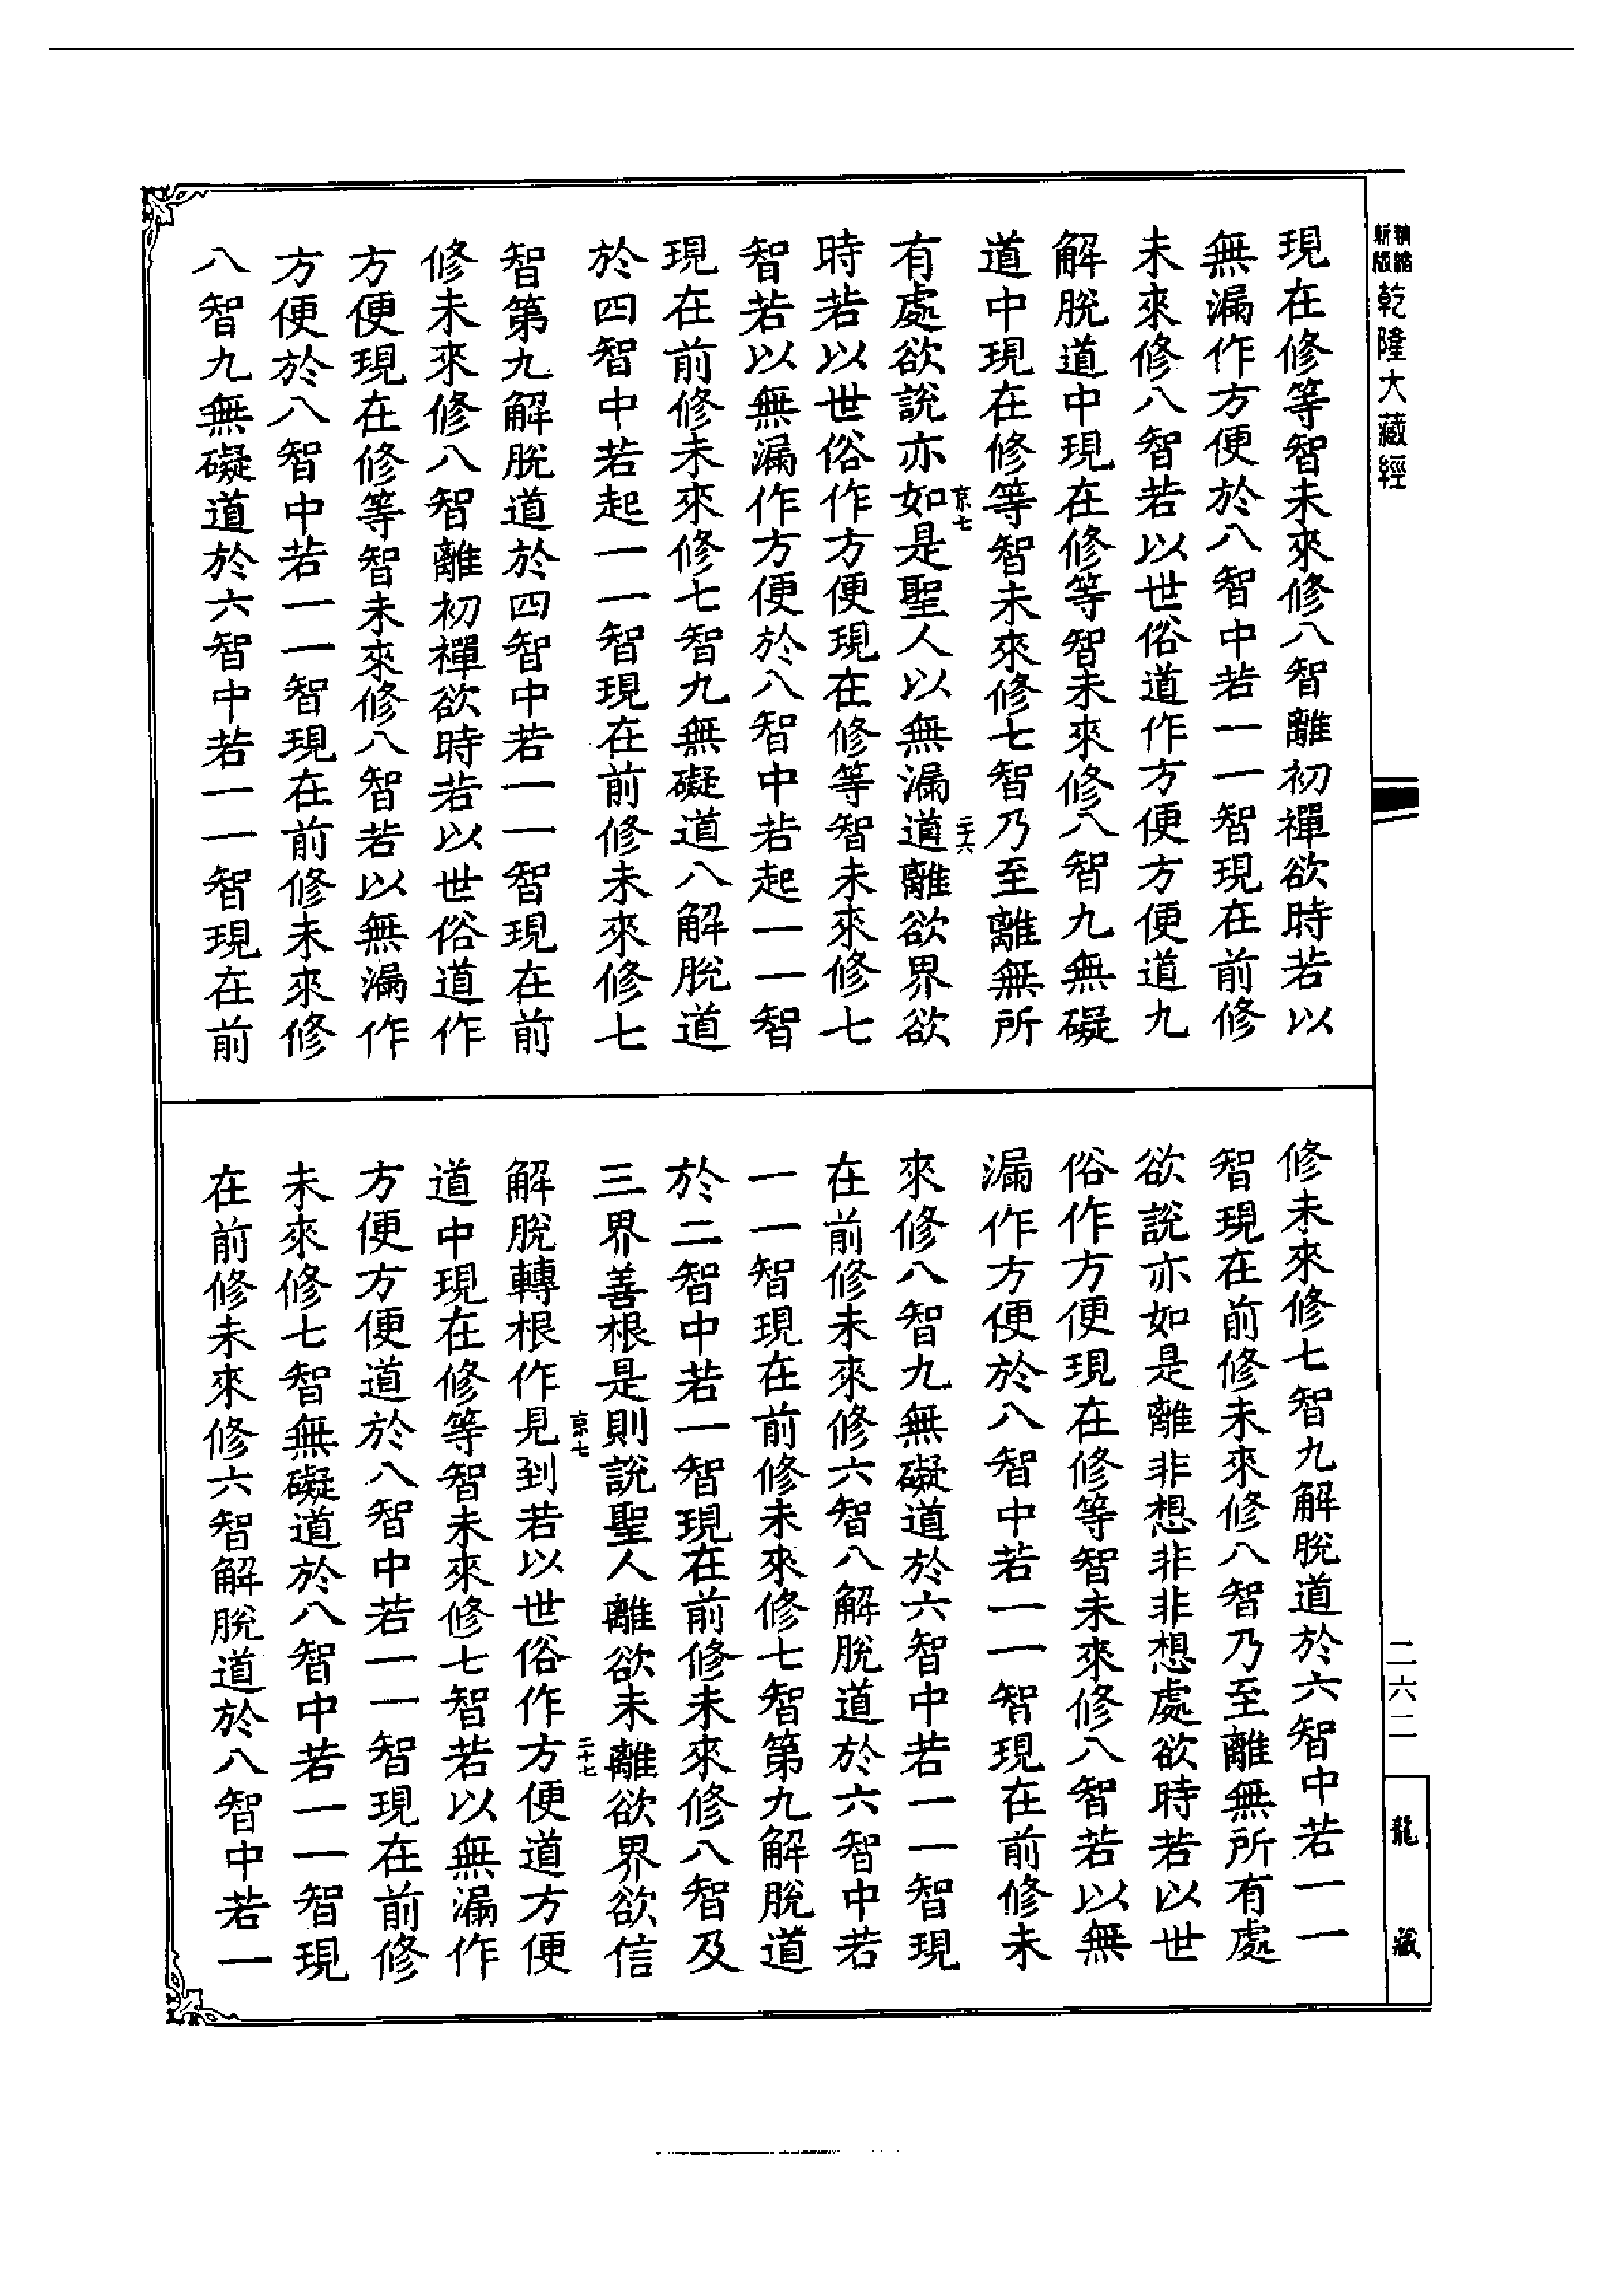 精縮新版乾隆大藏經
現在修等智未來修八智離初禪欲時若以
無漏作方便於八智中若一一智現在前修
未來修八智若以世俗道作方便方便道九
解脫道中現在修等智未來修八智九無礙
道中現在修等智未來修七智乃至離無所
京七 二六
有處欲說亦如是聖人以無漏道離欲界欲
時若以世俗作方便現在修等智未來修七
智若以無漏作方便於八智中若起一一智
現在前修未來修七智九無礙道八解脫道
於四智中若起一一智現在前修未來修七
智第九解脫道於四智中若一一智現在前
修未來修八智離初禪欲時若以世俗道作
方便現在修等智未來修八智若以無漏作
方便於八智中若一一智現在前修未來修
八智九無礙道於六智中若一一智現在前
修未來修七智九解脫道於六智中若一一
智現在前修未來修八智乃至離無所有處
欲說亦如是離非想非非想處欲時若以世
俗作方便現在修等智未來修八智若以無
漏作方便於八智中若一一智現在前修未
來修八智九無礙道於六智中若一一智現
在前修未來修六智八解脫道於六智中若
一一智現在前修未來修七智第九解脫道
於二智中若一智現在前修未來修八智及
三界善根是則說聖人離欲未離欲界欲信
京七 二十七
解脫轉根作見到若以世俗作方便道方便
道中現在修等智未來修七智若以無漏作
方便方便道於八智中若一一智現在前修
未來修七智無礙道於八智中若一一智現
在前修未來修六智解脫道於八智中若一
二六二
龍藏